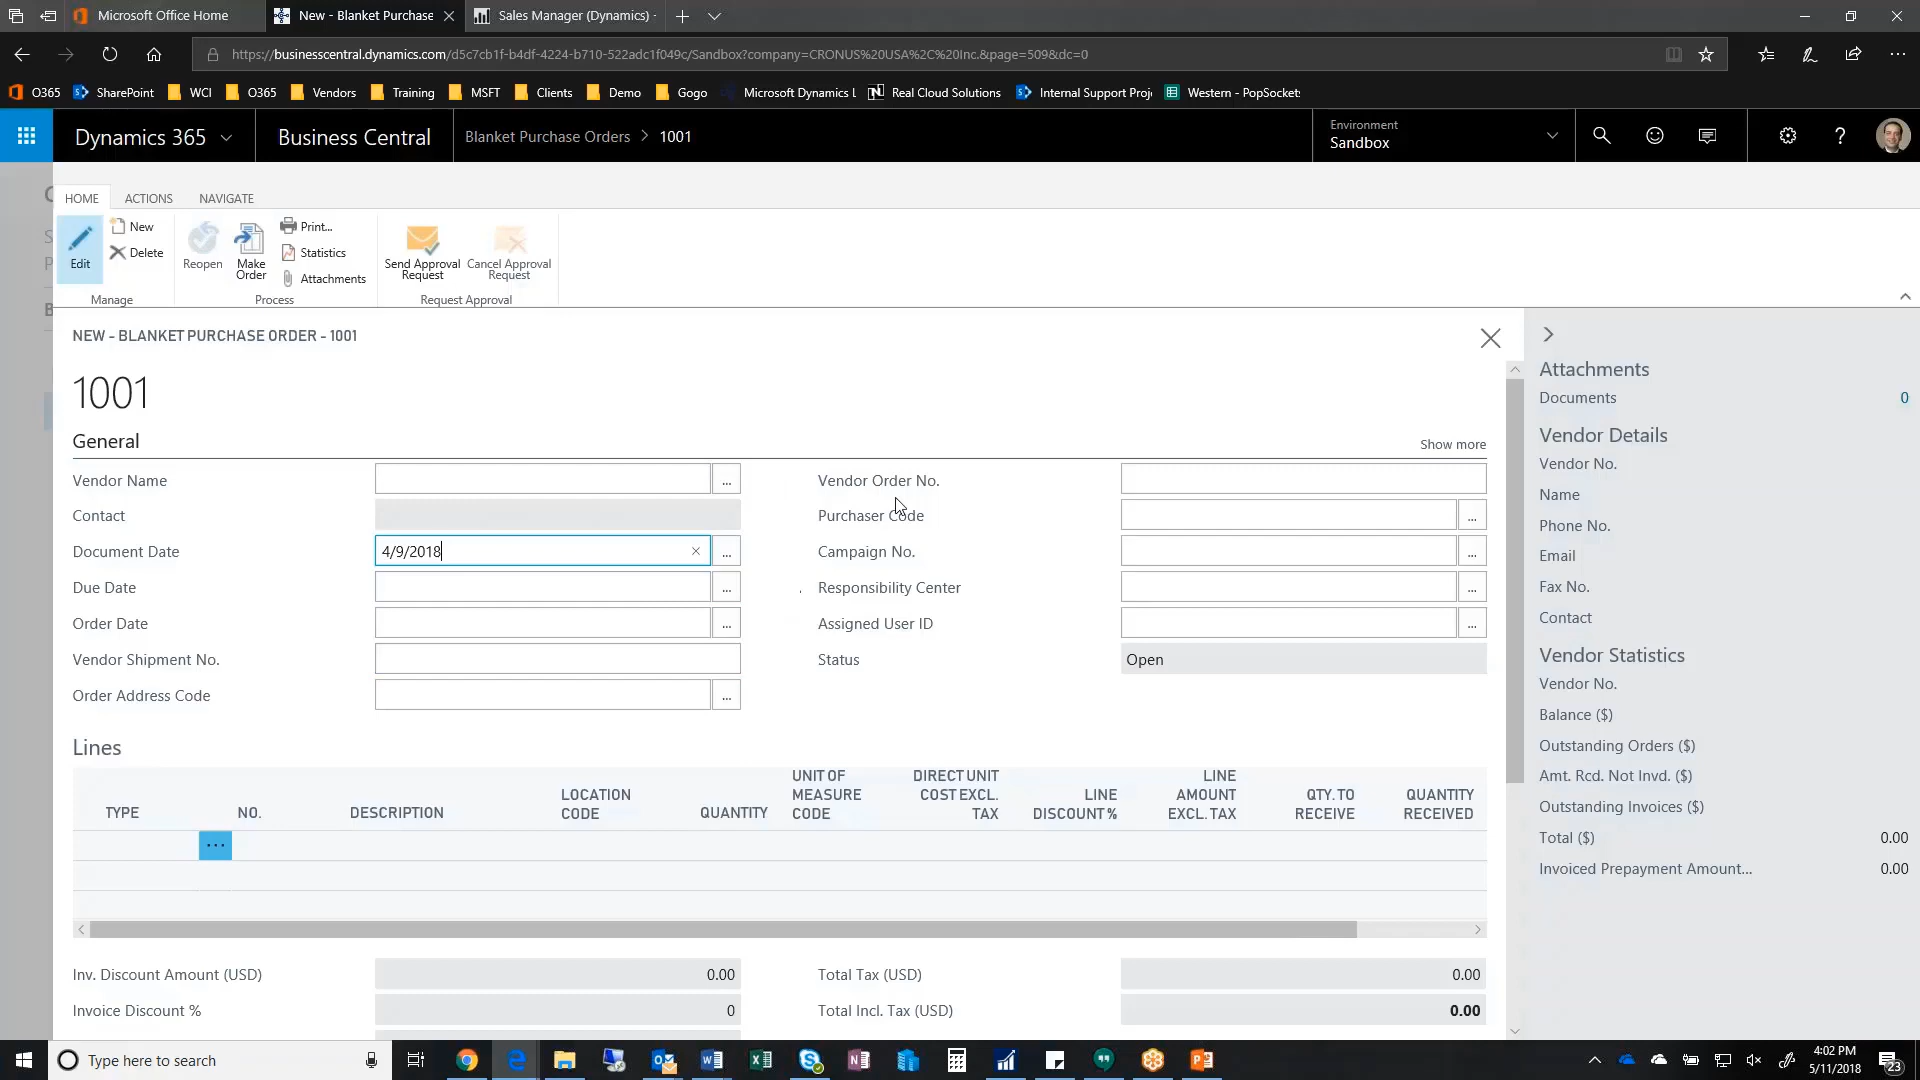 Microsoft Office Home
New - Blanket Purchase
Sales Manager (Dynamics) -
https://businesscentral.dynamics.com/d5c7cb1f-b4df-4224-b710-522adc1f049c/Sandbox?company=CRONUS%20USA%2C%20Inc.&page=509&dc=0
O365 SharePoint WCI O365 Vendors Training MSFT Clients Demo Gogo Microsoft Dynamics L Real Cloud Solutions Internal Support Proj Western - PopSockets
Dynamics 365 Business Central Blanket Purchase Orders > 1001
Environment
Sandbox
HOME ACTIONS NAVIGATE
Edit
New
Delete
Manage
Reopen
Make
Order
Print...
Statistics
Attachments
Process
Send Approval
Request
Cancel Approval
Request
Request Approval
NEW - BLANKET PURCHASE ORDER - 1001
1001
General
Show more
Vendor Name ...
Contact
Document Date 4/9/2018 ...
Due Date ...
Order Date ...
Vendor Shipment No.
Order Address Code ...
Vendor Order No.
Purchaser Code ...
Campaign No. ...
Responsibility Center ...
Assigned User ID ...
Status Open
Lines
TYPE
NO.
DESCRIPTION
LOCATION
CODE
QUANTITY
UNIT OF
MEASURE
CODE
DIRECT UNIT
COST EXCL.
TAX
LINE
DISCOUNT %
LINE
AMOUNT
EXCL. TAX
QTY. TO
RECEIVE
QUANTITY
RECEIVED
...
Inv. Discount Amount (USD) 0.00
Invoice Discount % 0
Total Tax (USD) 0.00
Total Incl. Tax (USD) 0.00
Attachments
Documents 0
Vendor Details
Vendor No.
Name
Phone No.
Email
Fax No.
Contact
Vendor Statistics
Vendor No.
Balance ($)
Outstanding Orders ($)
Amt. Rcd. Not Invd. ($)
Outstanding Invoices ($)
Total ($) 0.00
Invoiced Prepayment Amount... 0.00
Type here to search
4:02 PM
5/11/2018
23